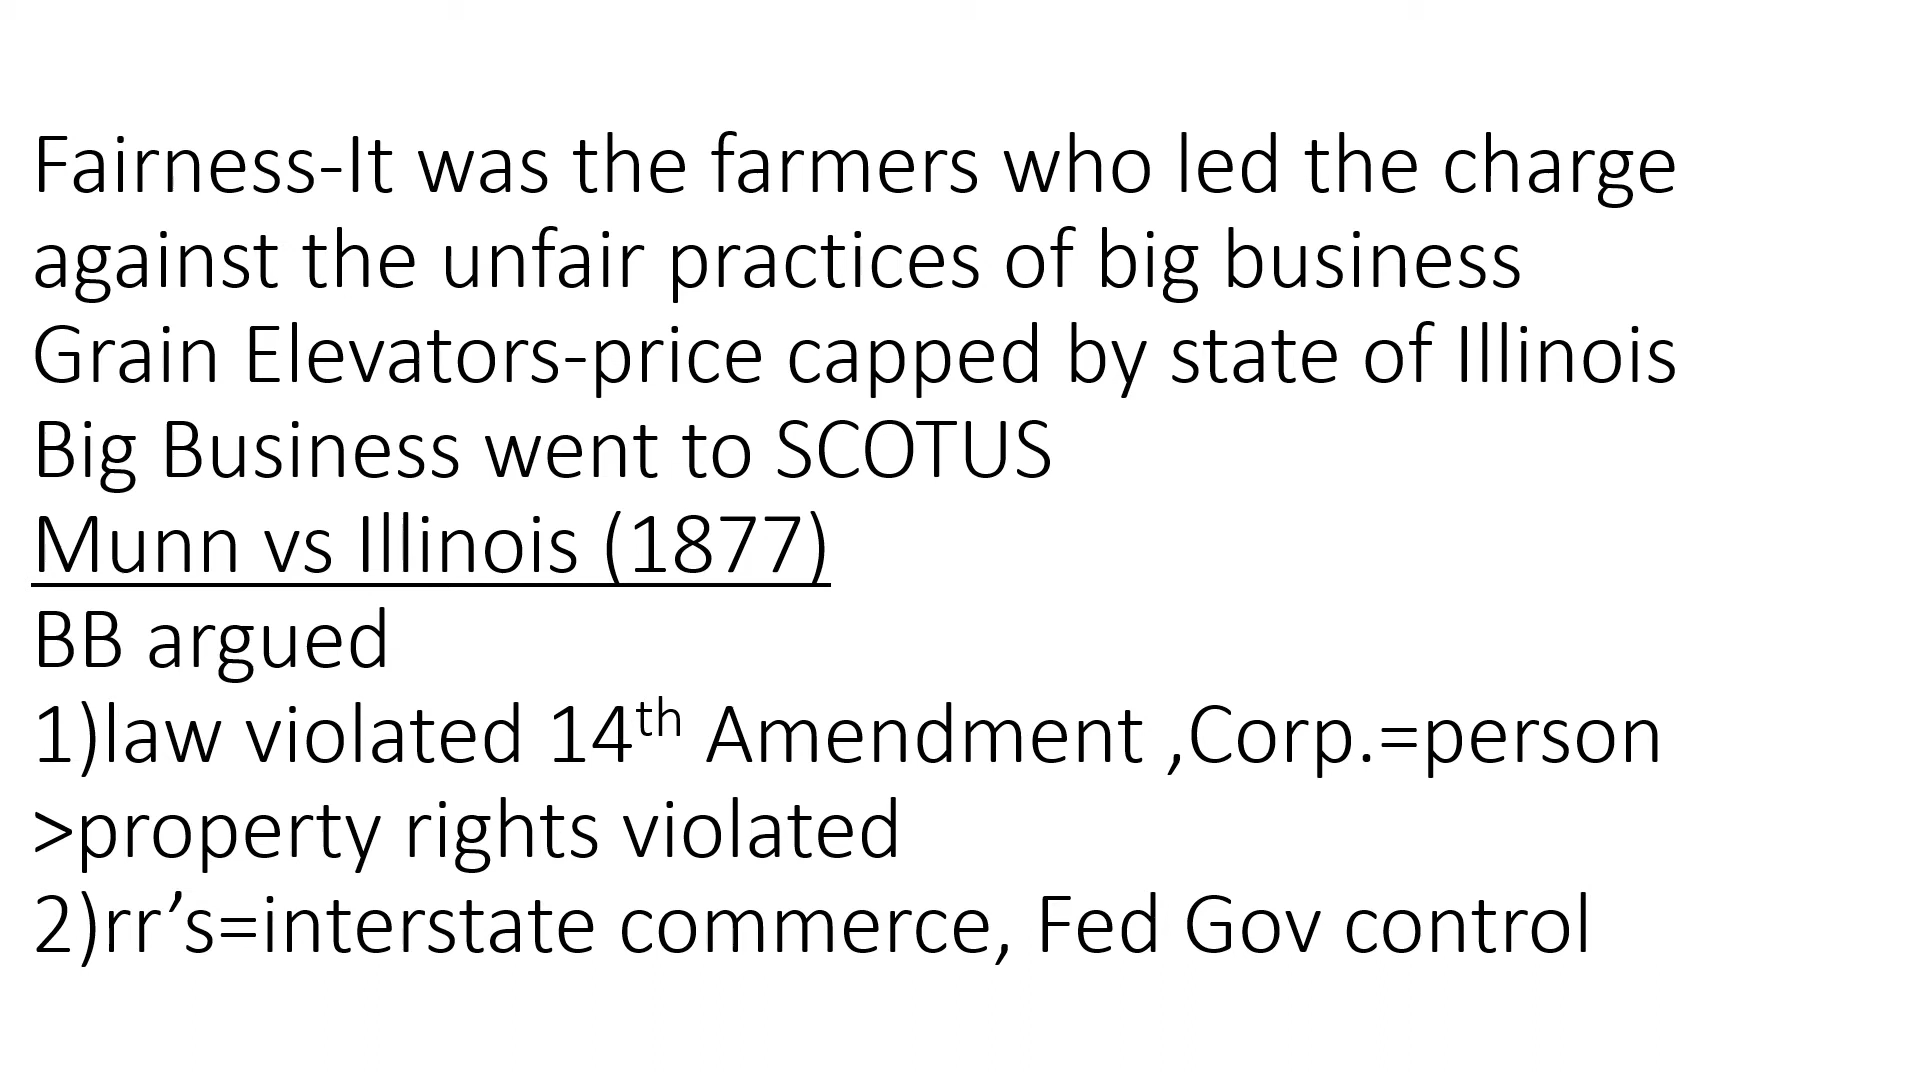 Fairness-It was the farmers who led the charge
against the unfair practices of big business
Grain Elevators-price capped by state of Illinois
Big Business went to SCOTUS
Munn vs Illinois (1877)
BB argued
1)law violated 14th Amendment ,Corp.=person
>property rights violated
2)rr’s=interstate commerce, Fed Gov control